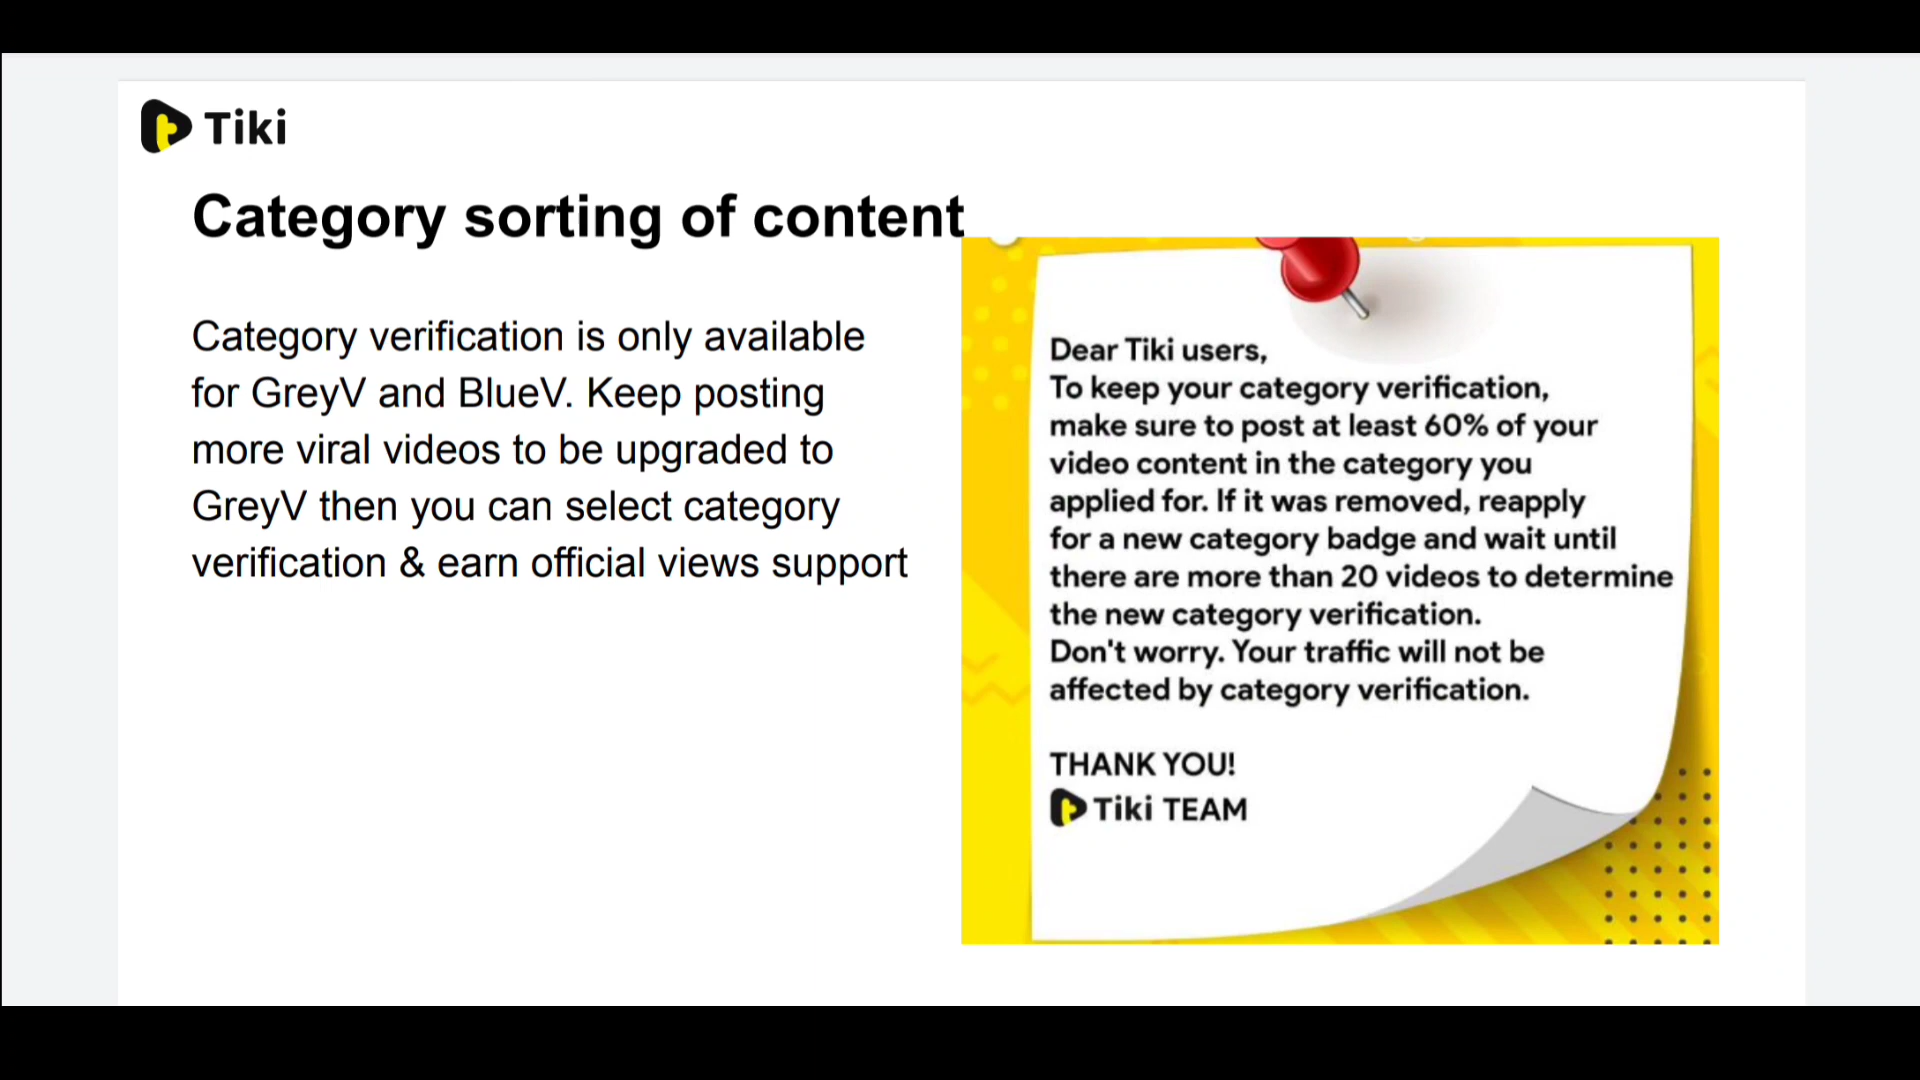 Tiki
Category sorting of content
Category verification is only available
for GreyV and BlueV. Keep posting
more viral videos to be upgraded to
GreyV then you can select category
verification & earn official views support
Dear Tiki users,
To keep your category verification,
make sure to post at least 60% of your
video content in the category you
applied for. If it was removed, reapply
for a new category badge and wait until
there are more than 20 videos to determine
the new category verification.
Don't worry. Your traffic will not be
affected by category verification.
THANK YOU!
Tiki TEAM